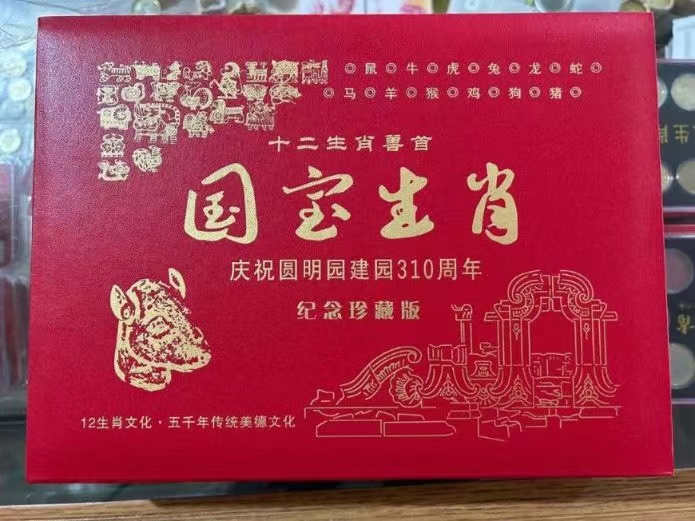 ◎鼠◎牛◎虎◎兔◎龙◎蛇◎
马◎羊◎猴◎鸡◎狗◎猪◎
十二生肖兽首
国宝生肖
庆祝圆明园建园310周年
纪念珍藏版
12生肖文化·五千年传统美德文化
生肖